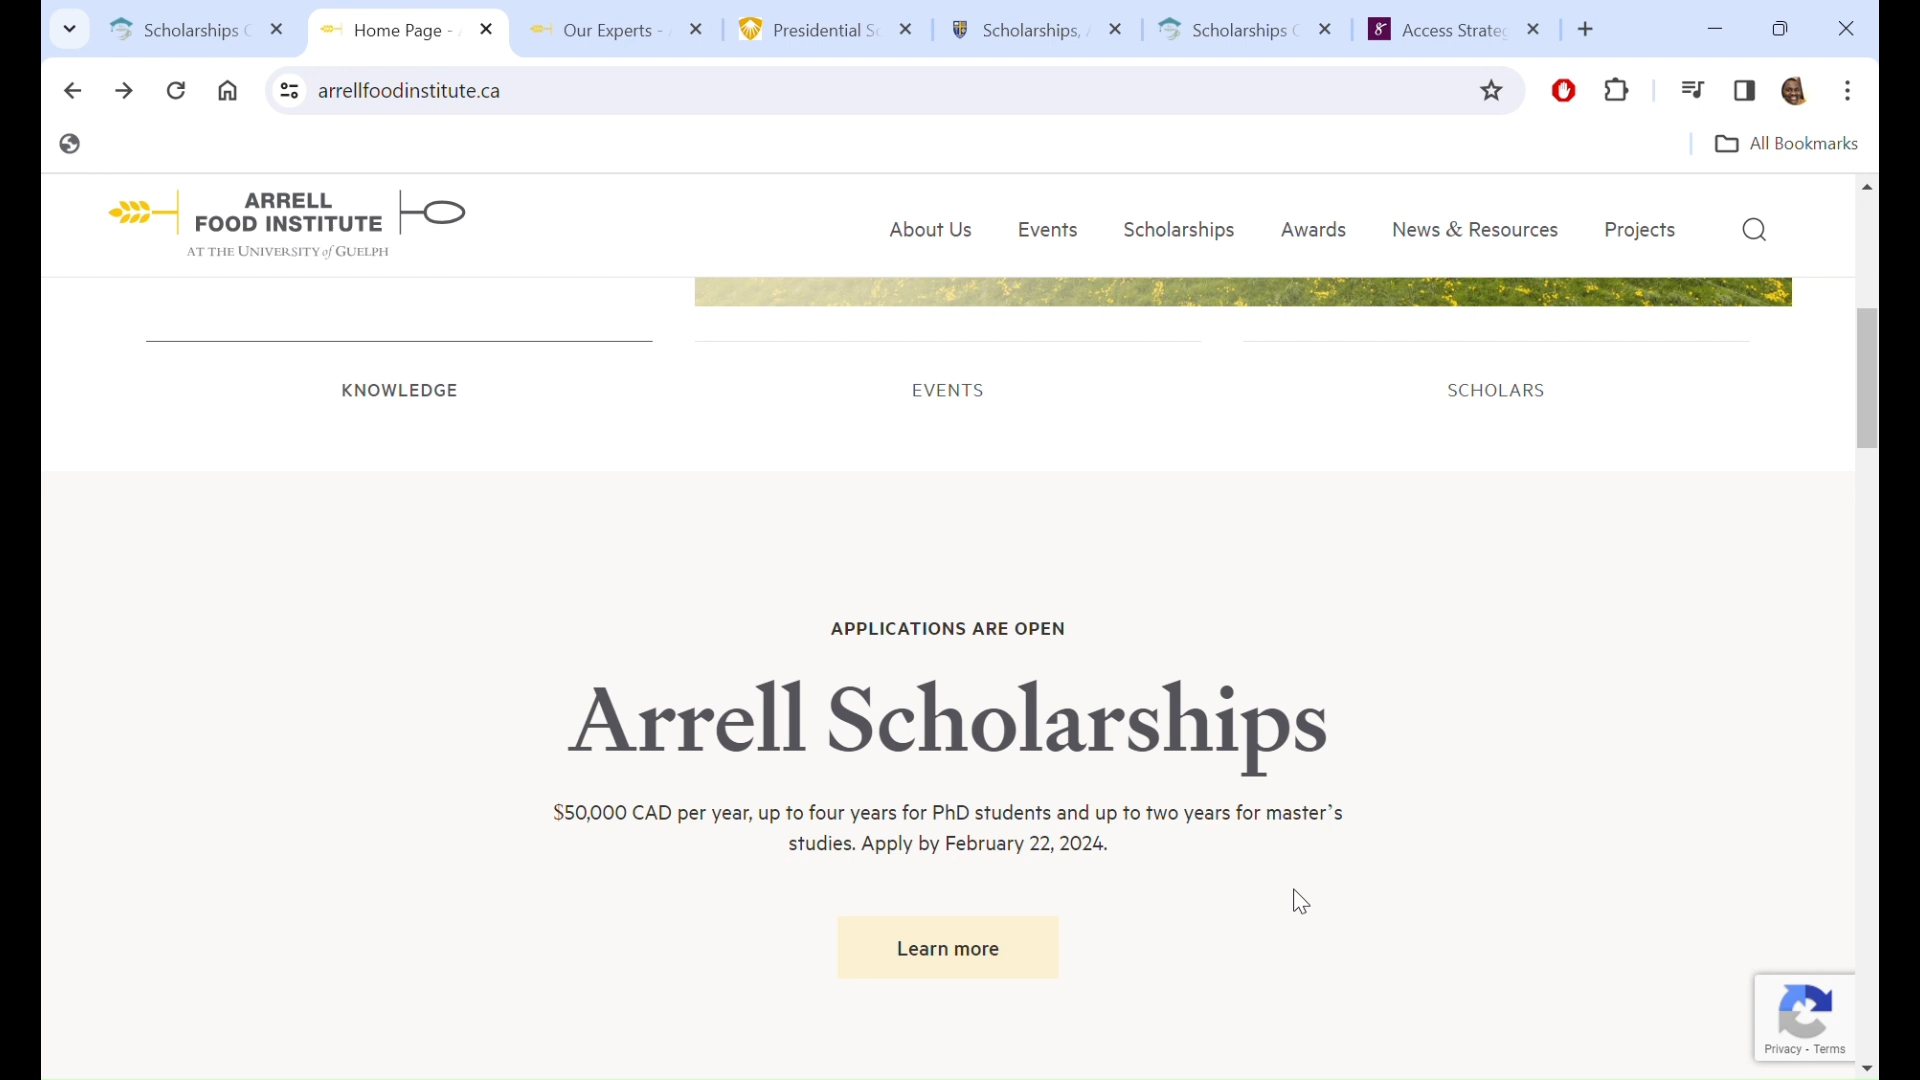 Scholarships
Home Page -
Our Experts -
Presidential Sc
Scholarships, A
Scholarships
Access Strateg
arrellfoodinstitute.ca
All Bookmarks
ARRELL
FOOD INSTITUTE
AT THE UNIVERSITY of GUELPH
About Us
Events
Scholarships
Awards
News & Resources
Projects
KNOWLEDGE
EVENTS
SCHOLARS
APPLICATIONS ARE OPEN
Arrell Scholarships
$50,000 CAD per year, up to four years for PhD students and up to two years for master's
studies. Apply by February 22, 2024.
Learn more
Privacy - Terms